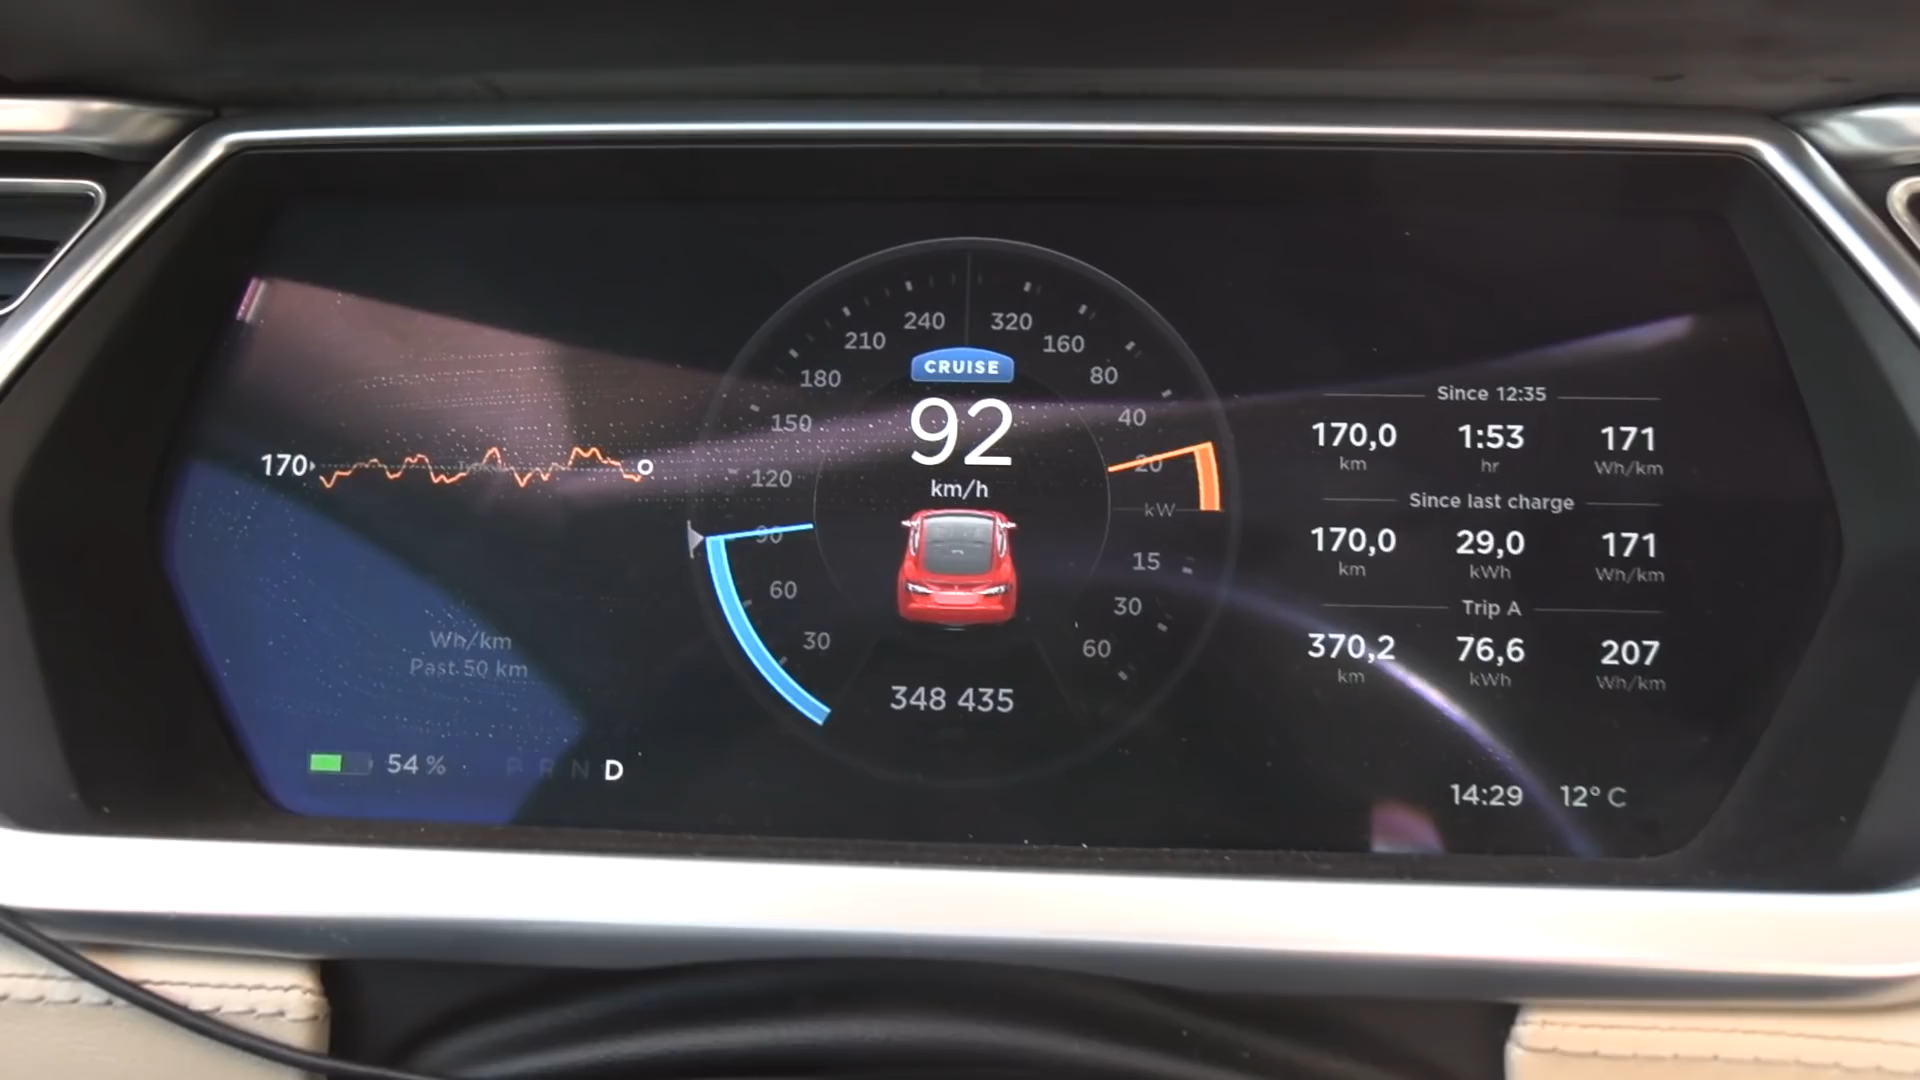 170
Wh/km
Past 50 km
54 %
P R N D
240 320
210 160
180 80
150 40
120 20
90 kW
60 15
30 30
60
CRUISE
92
km/h
348 435
Since 12:35
170,0 1:53 171
km hr Wh/km
Since last charge
170,0 29,0 171
km kWh Wh/km
Trip A
370,2 76,6 207
km kWh Wh/km
14:29 12° C